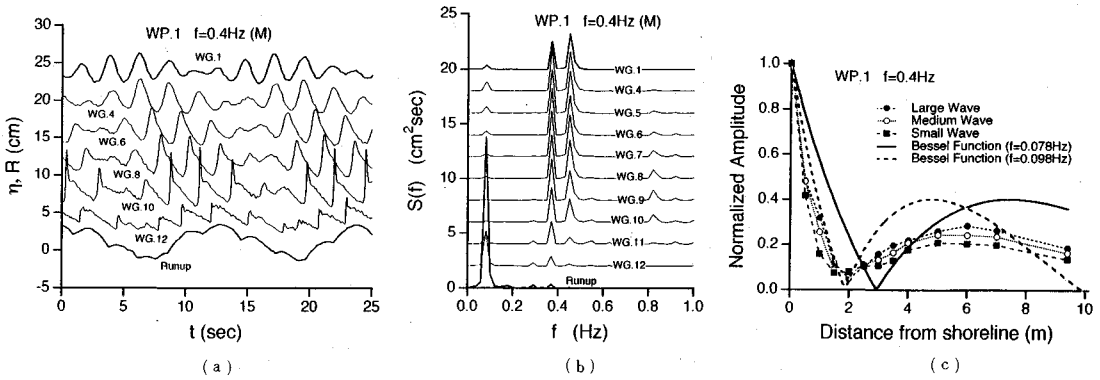 WP.1 f=0.4Hz (M)
30
25
20
15
10
5
0
-5
η, R (cm)
WG.1
WG.4
WG.6
WG.8
WG.10
WG.12
Runup
0 5 10 15 20 25
t (sec)
( a )
WP.1 f=0.4Hz (M)
25
20
15
10
5
0
S(f) (cm²sec)
WG.1
WG.4
WG.5
WG.6
WG.7
WG.8
WG.9
WG.10
WG.11
WG.12
Runup
0.0 0.2 0.4 0.6 0.8 1.0
f (Hz)
( b )
WP.1 f=0.4Hz
1.0
0.8
0.6
0.4
0.2
0.0
Normalized Amplitude
Large Wave
Medium Wave
Small Wave
Bessel Function (f=0.078Hz)
Bessel Function (f=0.098Hz)
0 2 4 6 8 10
Distance from shoreline (m)
( c )